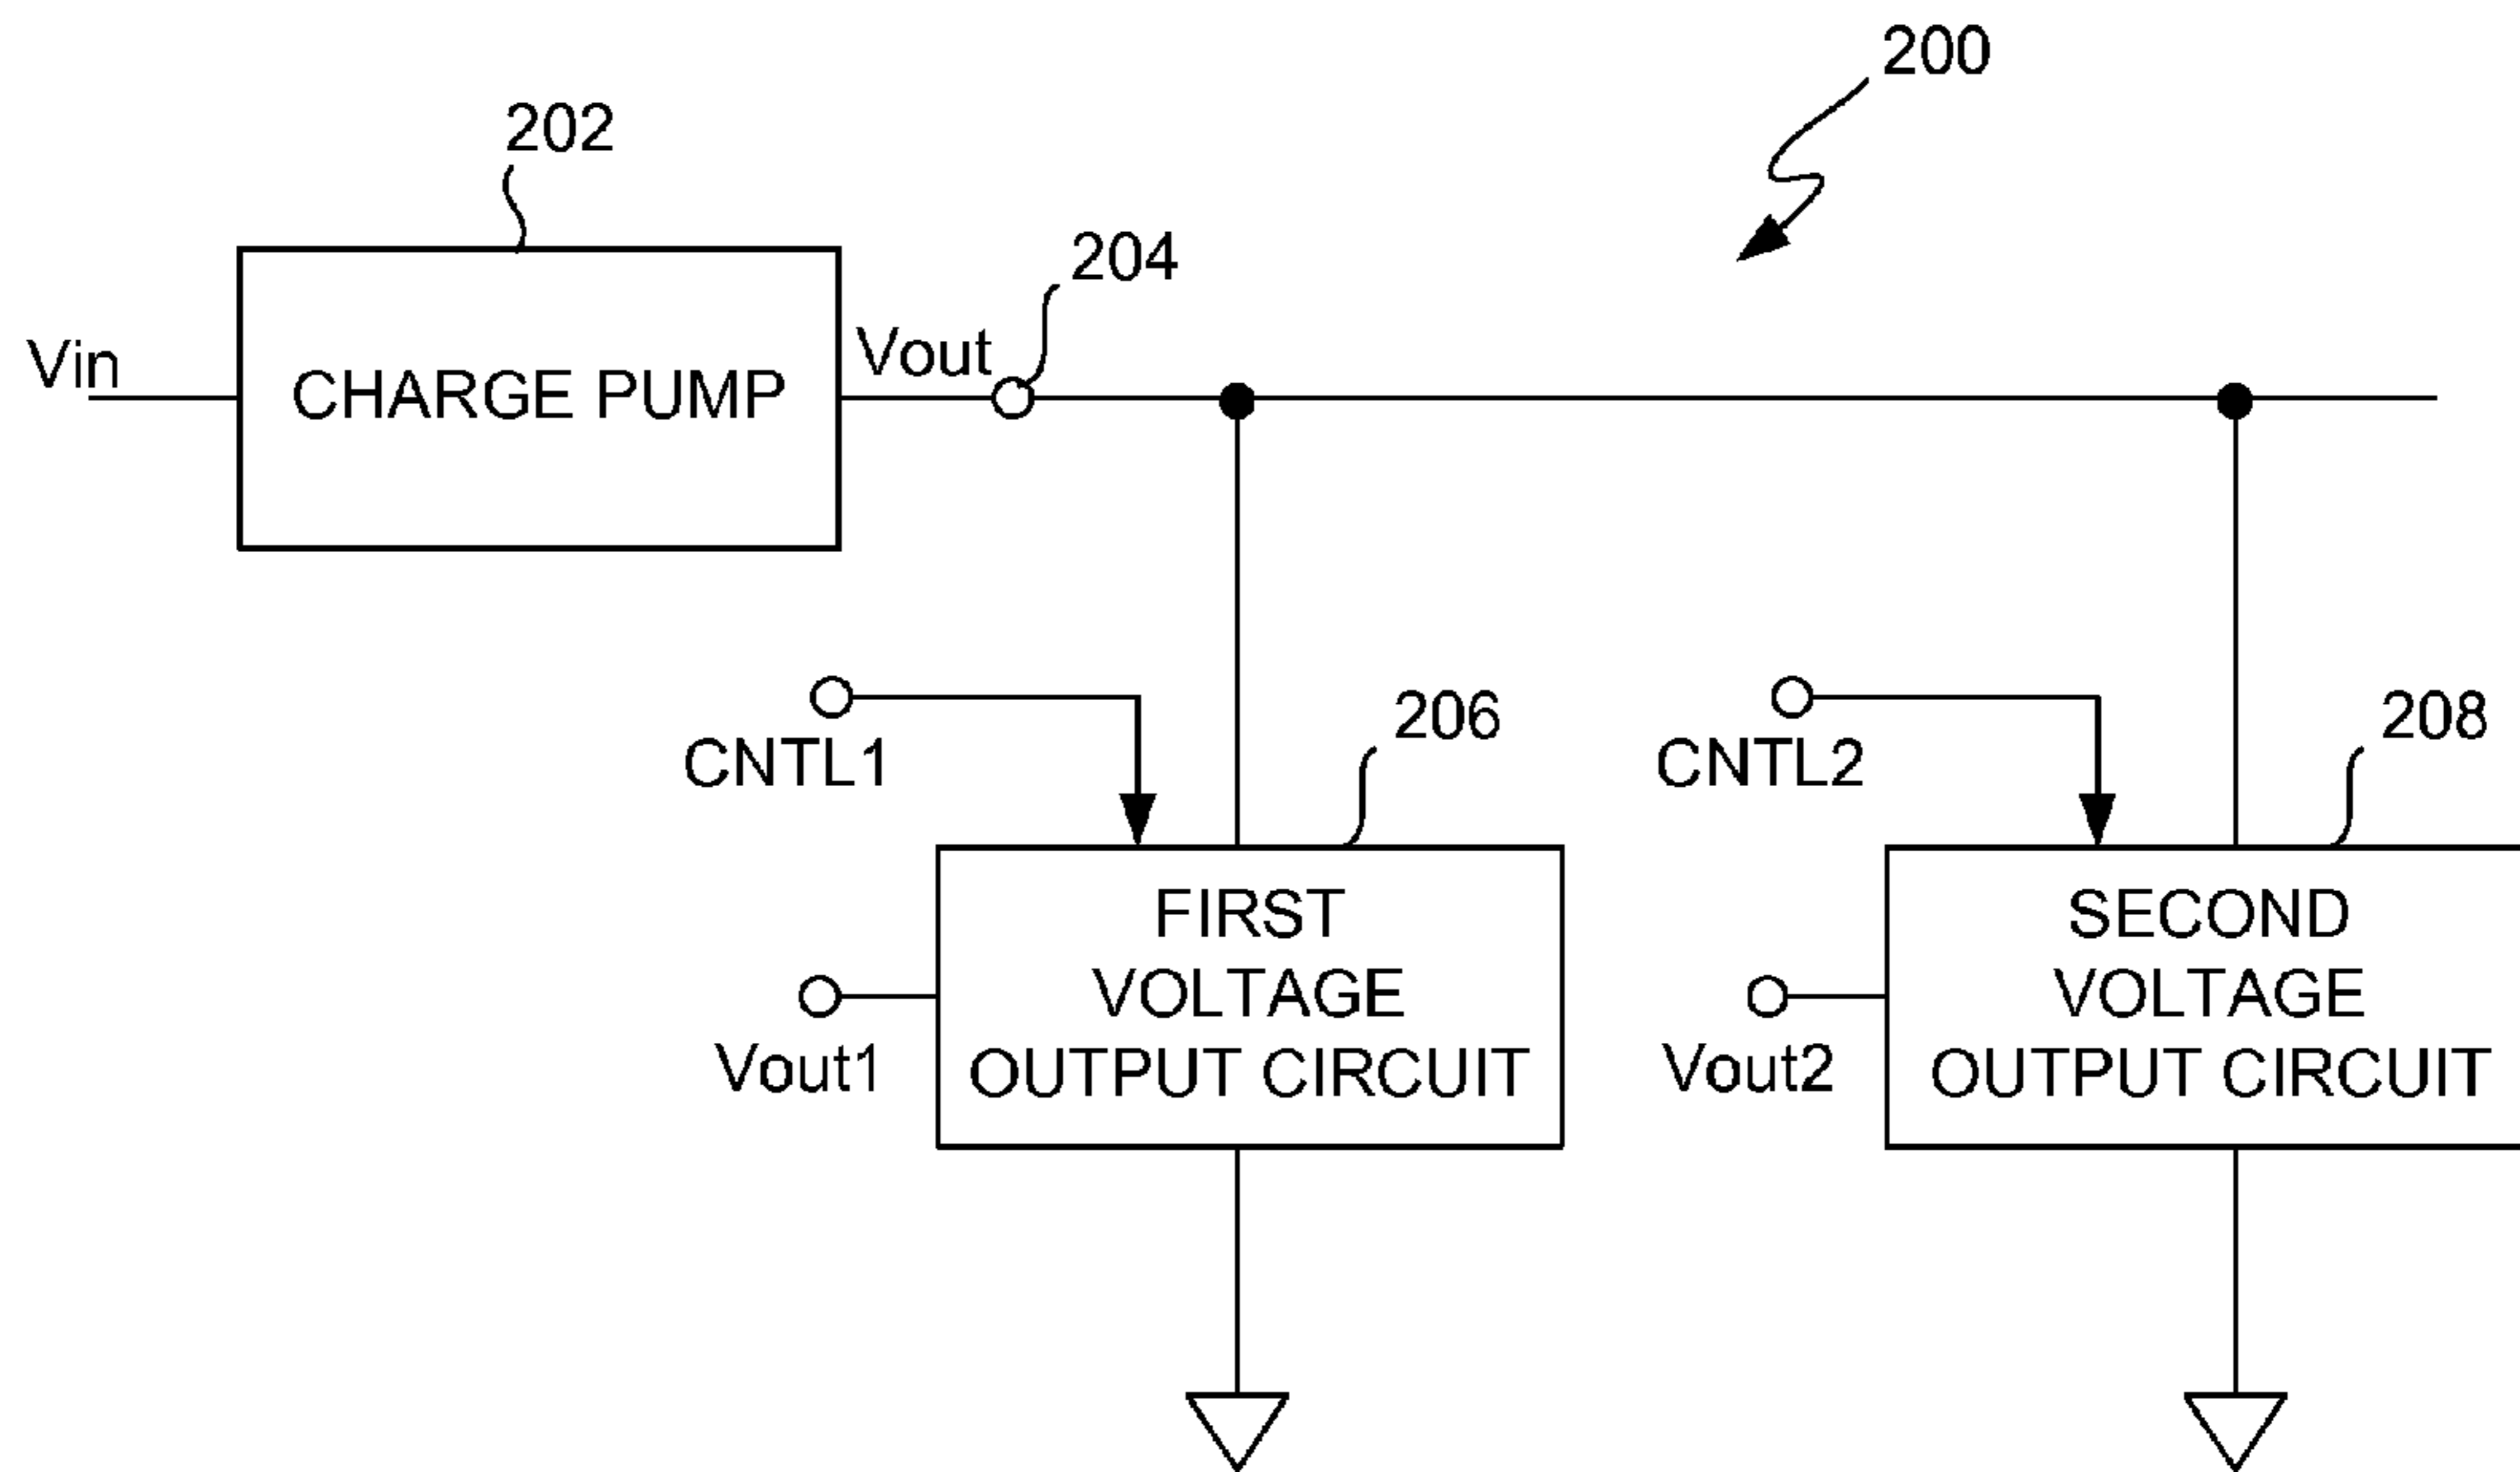 200
202
204
Vin
CHARGE PUMP
Vout
CNTL1
206
CNTL2
208
FIRST
VOLTAGE
OUTPUT CIRCUIT
Vout1
SECOND
VOLTAGE
OUTPUT CIRCUIT
Vout2